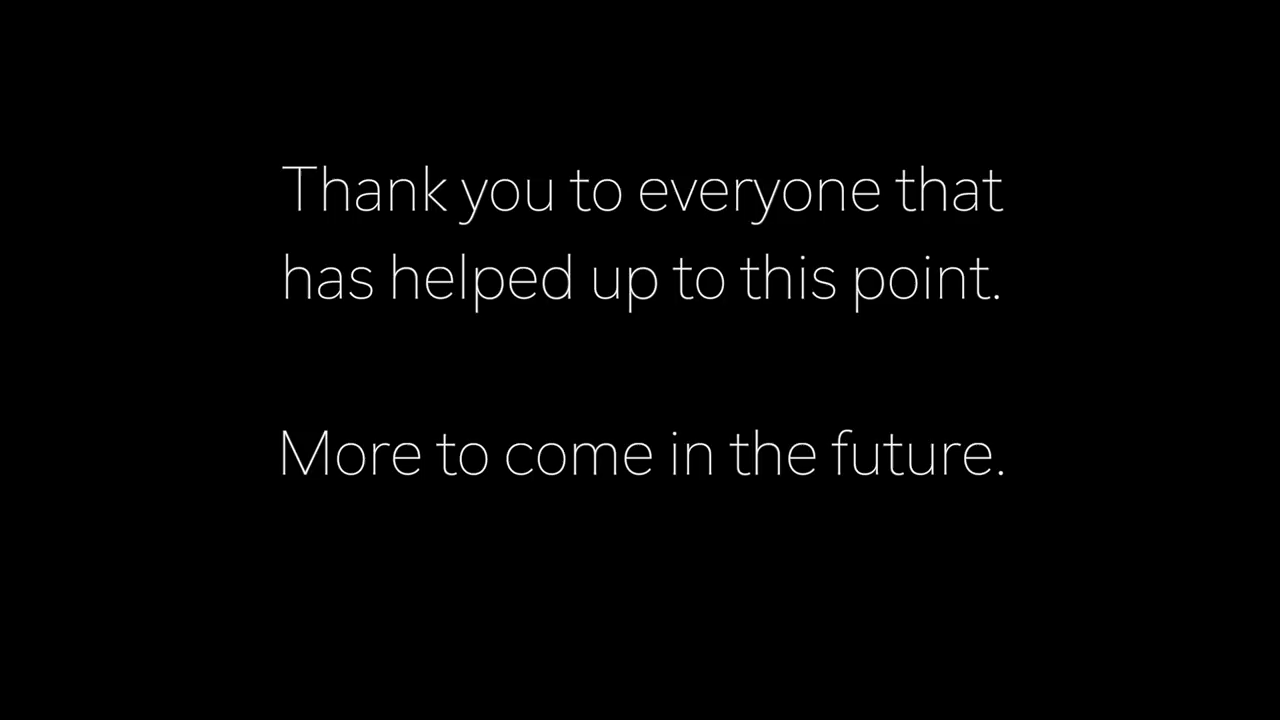 Thank you to everyone that
has helped up to this point.
More to come in the future.